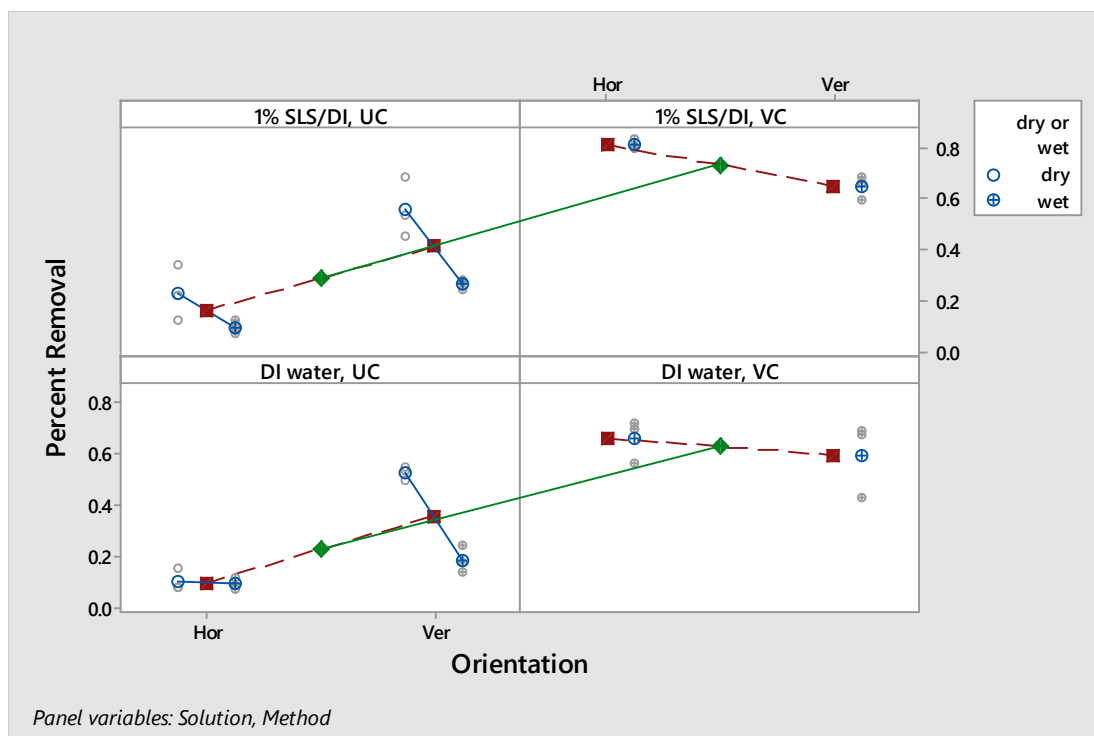 Hor Ver
1% SLS/DI, UC 1% SLS/DI, VC
dry or
wet
dry
wet
0.8
0.6
0.4
0.2
0.0
Percent Removal
DI water, UC DI water, VC
0.8
0.6
0.4
0.2
0.0
Hor Ver
Orientation
Panel variables: Solution, Method